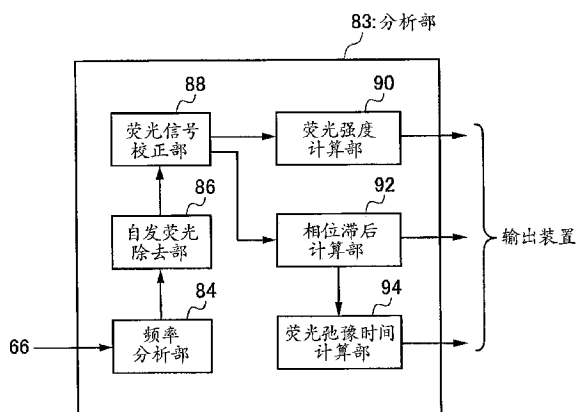 83:分析部
88
荧光信号
校正部
90
荧光强度
计算部
86
自发荧光
除去部
92
相位滞后
计算部
输出装置
84
频率
分析部
94
荧光弛豫时间
计算部
66